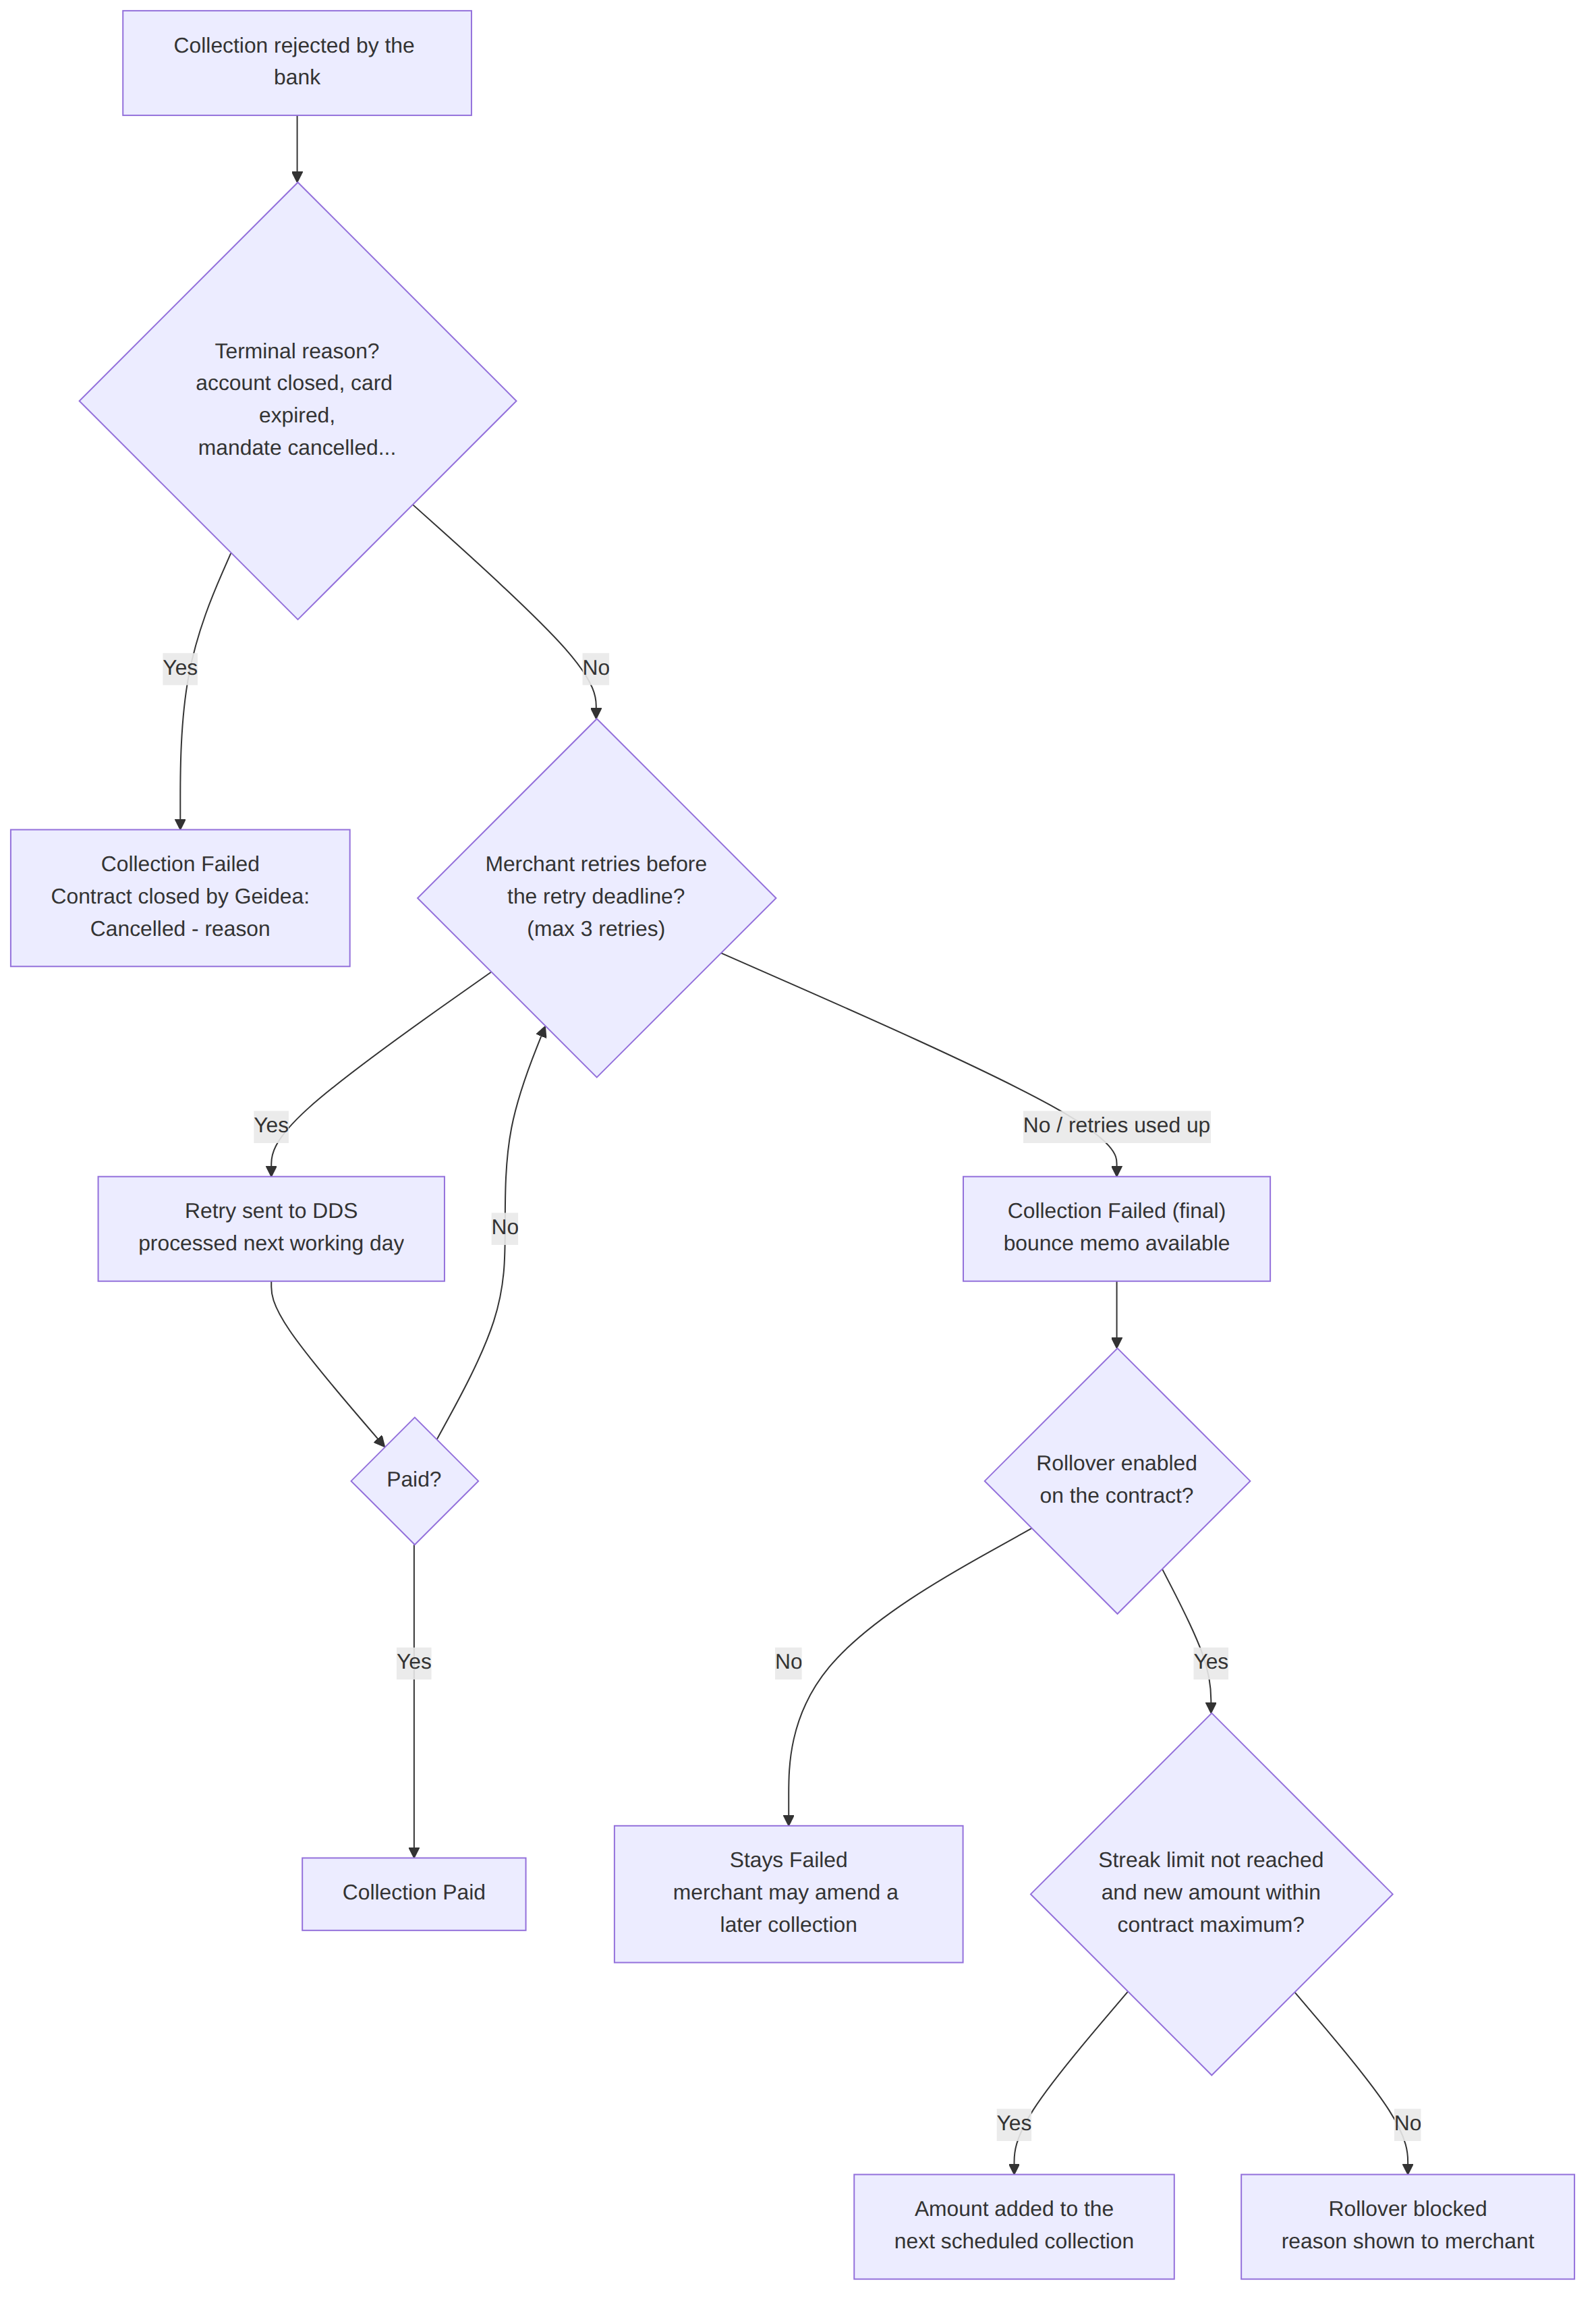 Collection rejected by the
bank
Terminal reason?
account closed, card
expired,
mandate cancelled...
Yes
No
Collection Failed
Contract closed by Geidea:
Cancelled - reason
Merchant retries before
the retry deadline?
(max 3 retries)
Yes
No / retries used up
Retry sent to DDS
processed next working day
No
Collection Failed (final)
bounce memo available
Paid?
Rollover enabled
on the contract?
Yes
No
Yes
Collection Paid
Stays Failed
merchant may amend a
later collection
Streak limit not reached
and new amount within
contract maximum?
Yes
No
Amount added to the
next scheduled collection
Rollover blocked
reason shown to merchant